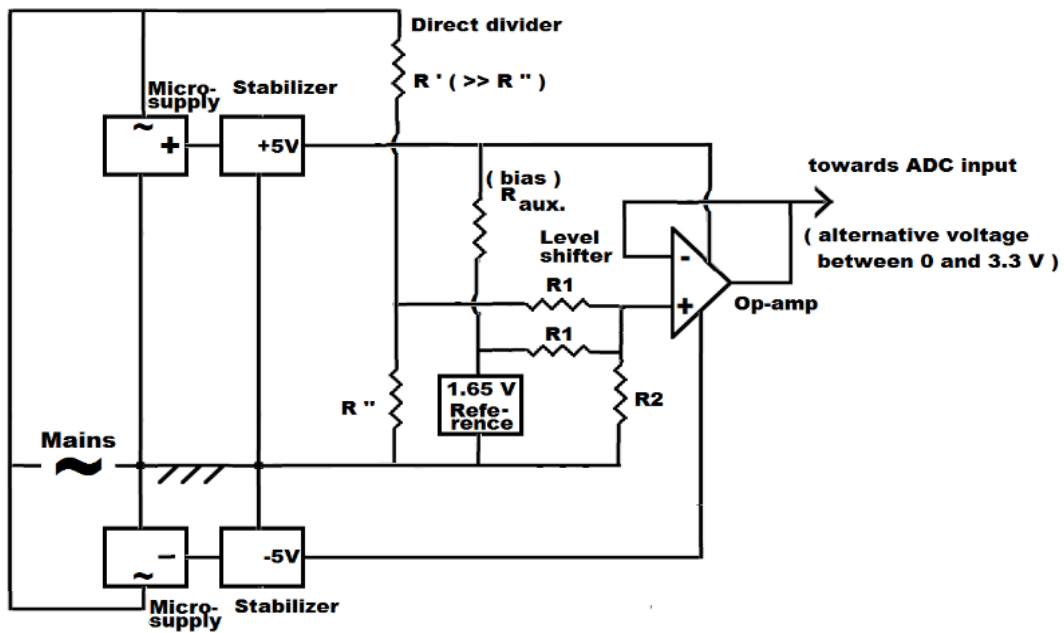 Direct divider
R ' ( >> R " )
Micro-
supply
Stabilizer
~
+
+5V
( bias )
R aux.
towards ADC input
( alternative voltage
between 0 and 3.3 V )
Level
shifter
-
+
Op-amp
R1
R1
R2
1.65 V
Refe-
rence
R "
Mains
~
−
~
-5V
Micro-
supply
Stabilizer